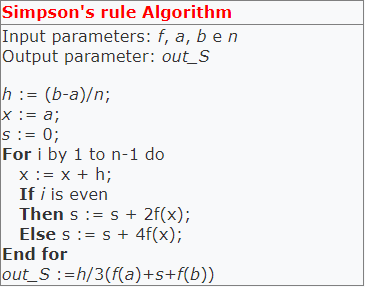 Simpson's rule Algorithm
Input parameters: f, a, b e n
Output parameter: out_S
h := (b-a)/n;
x := a;
s := 0;
For i by 1 to n-1 do
x := x + h;
If i is even
Then s := s + 2f(x);
Else s := s + 4f(x);
End for
out_S :=h/3(f(a)+s+f(b))